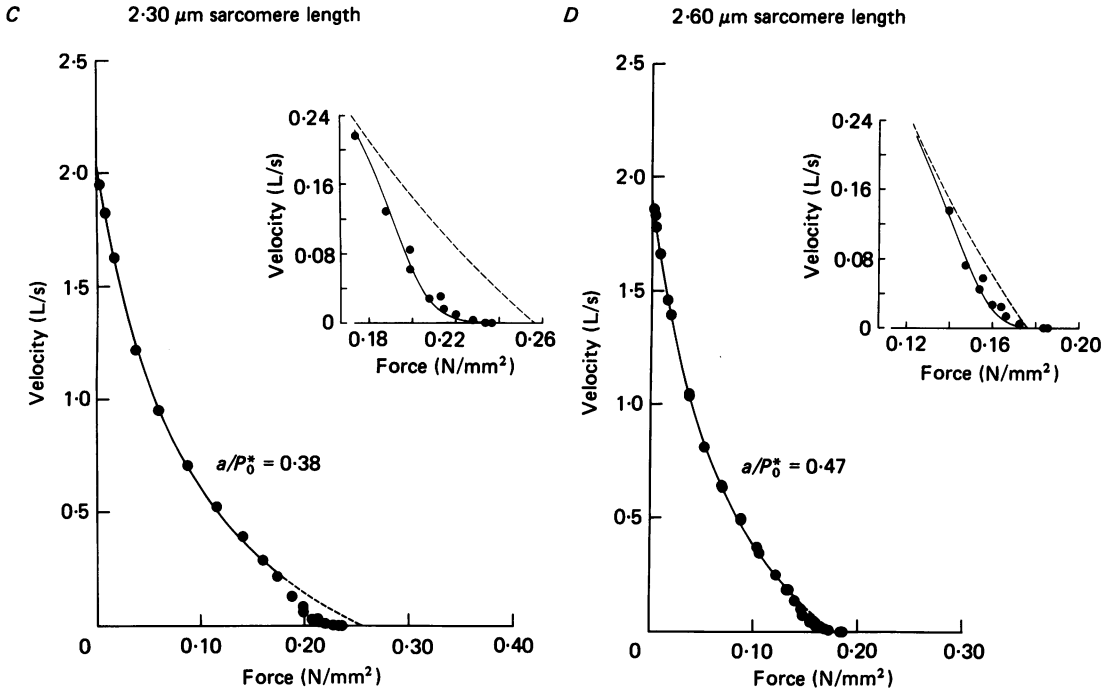 C 2·30 μm sarcomere length
2·5
2·0
1·5
1·0
0·5
Velocity (L/s)
0
0·10
0·20
0·30
0·40
Force (N/mm²)
a/P₀* = 0·38
0·24
0·16
0·08
0
Velocity (L/s)
0·18
0·22
0·26
Force (N/mm²)
D 2·60 μm sarcomere length
2·5
2·0
1·5
1·0
0·5
Velocity (L/s)
0
0·10
0·20
0·30
Force (N/mm²)
a/P₀* = 0·47
0·24
0·16
0·08
0
Velocity (L/s)
0·12
0·16
0·20
Force (N/mm²)